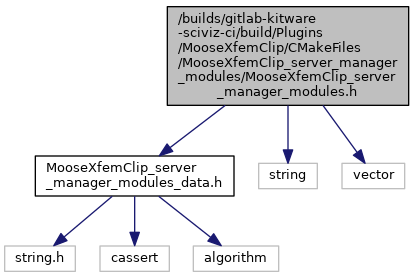 /builds/gitlab-kitware
-sciviz-ci/build/Plugins
/MooseXfemClip/CMakeFiles
/MooseXfemClip_server_manager
_modules/MooseXfemClip_server
_manager_modules.h
MooseXfemClip_server
_manager_modules_data.h
string
vector
string.h
cassert
algorithm